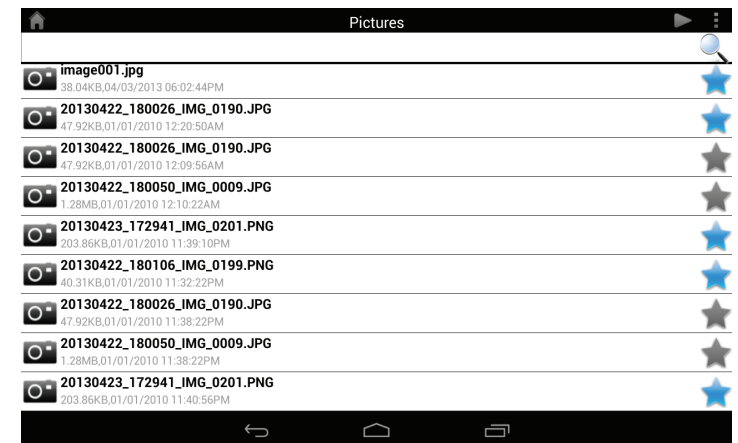 Pictures
image001.jpg
38.04KB,04/03/2013 06:02:44PM
20130422_180026_IMG_0190.JPG
47.92KB,01/01/2010 12:20:50AM
20130422_180026_IMG_0190.JPG
47.92KB,01/01/2010 12:09:56AM
20130422_180050_IMG_0009.JPG
1.28MB,01/01/2010 12:10:22AM
20130423_172941_IMG_0201.PNG
203.86KB,01/01/2010 11:39:10PM
20130422_180106_IMG_0199.PNG
40.31KB,01/01/2010 11:32:22PM
20130422_180026_IMG_0190.JPG
47.92KB,01/01/2010 11:38:22PM
20130422_180050_IMG_0009.JPG
1.28MB,01/01/2010 11:38:22PM
20130423_172941_IMG_0201.PNG
203.86KB,01/01/2010 11:40:56PM